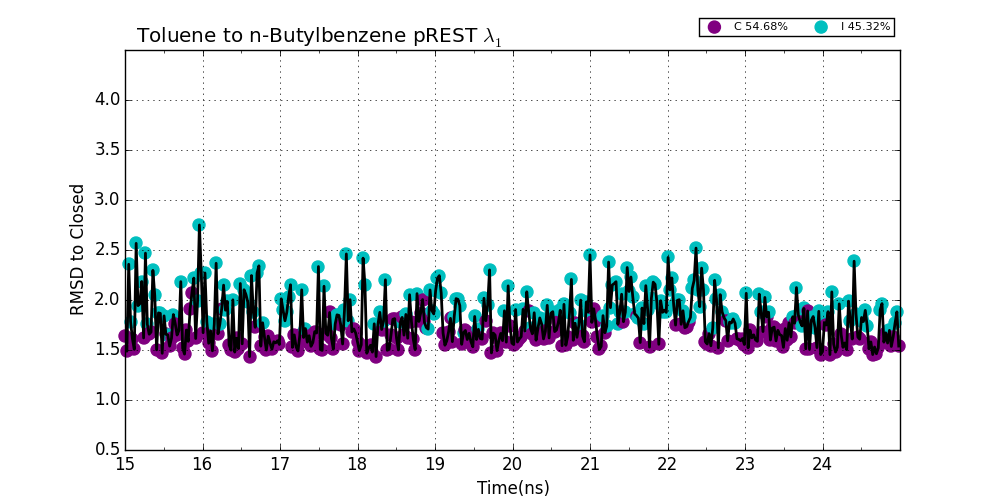 Toluene to n-Butylbenzene pREST λ₁
C 54.68%
I 45.32%
RMSD to Closed
4.0
3.5
3.0
2.5
2.0
1.5
1.0
0.5
15 16 17 18 19 20 21 22 23 24
Time(ns)